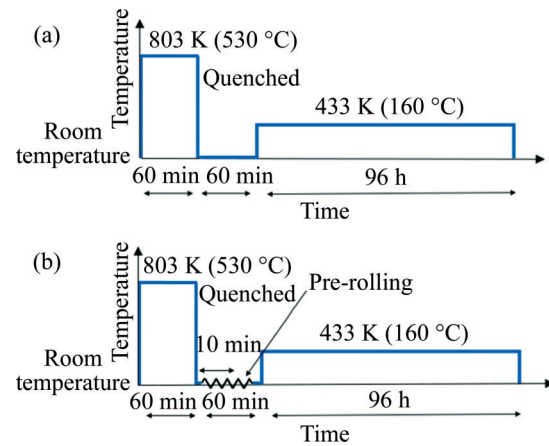 (a)
Temperature
803 K (530 °C)
Quenched
433 K (160 °C)
Room
temperature
60 min 60 min 96 h
Time
(b)
Temperature
803 K (530 °C)
Quenched
Pre-rolling
10 min
433 K (160 °C)
Room
temperature
60 min 60 min 96 h
Time